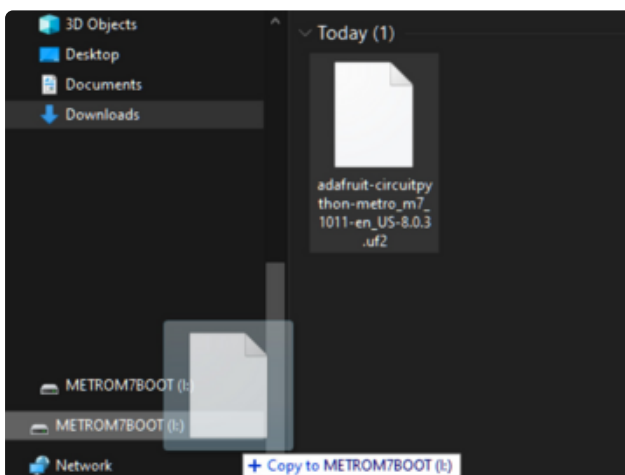 3D Objects
Desktop
Documents
Downloads
Today (1)
adafruit-circuitpy
thon-metro_m7_
1011-en_US-8.0.3
.uf2
METROM7BOOT (I:)
METROM7BOOT (I:)
Network
+ Copy to METROM7BOOT (I:)